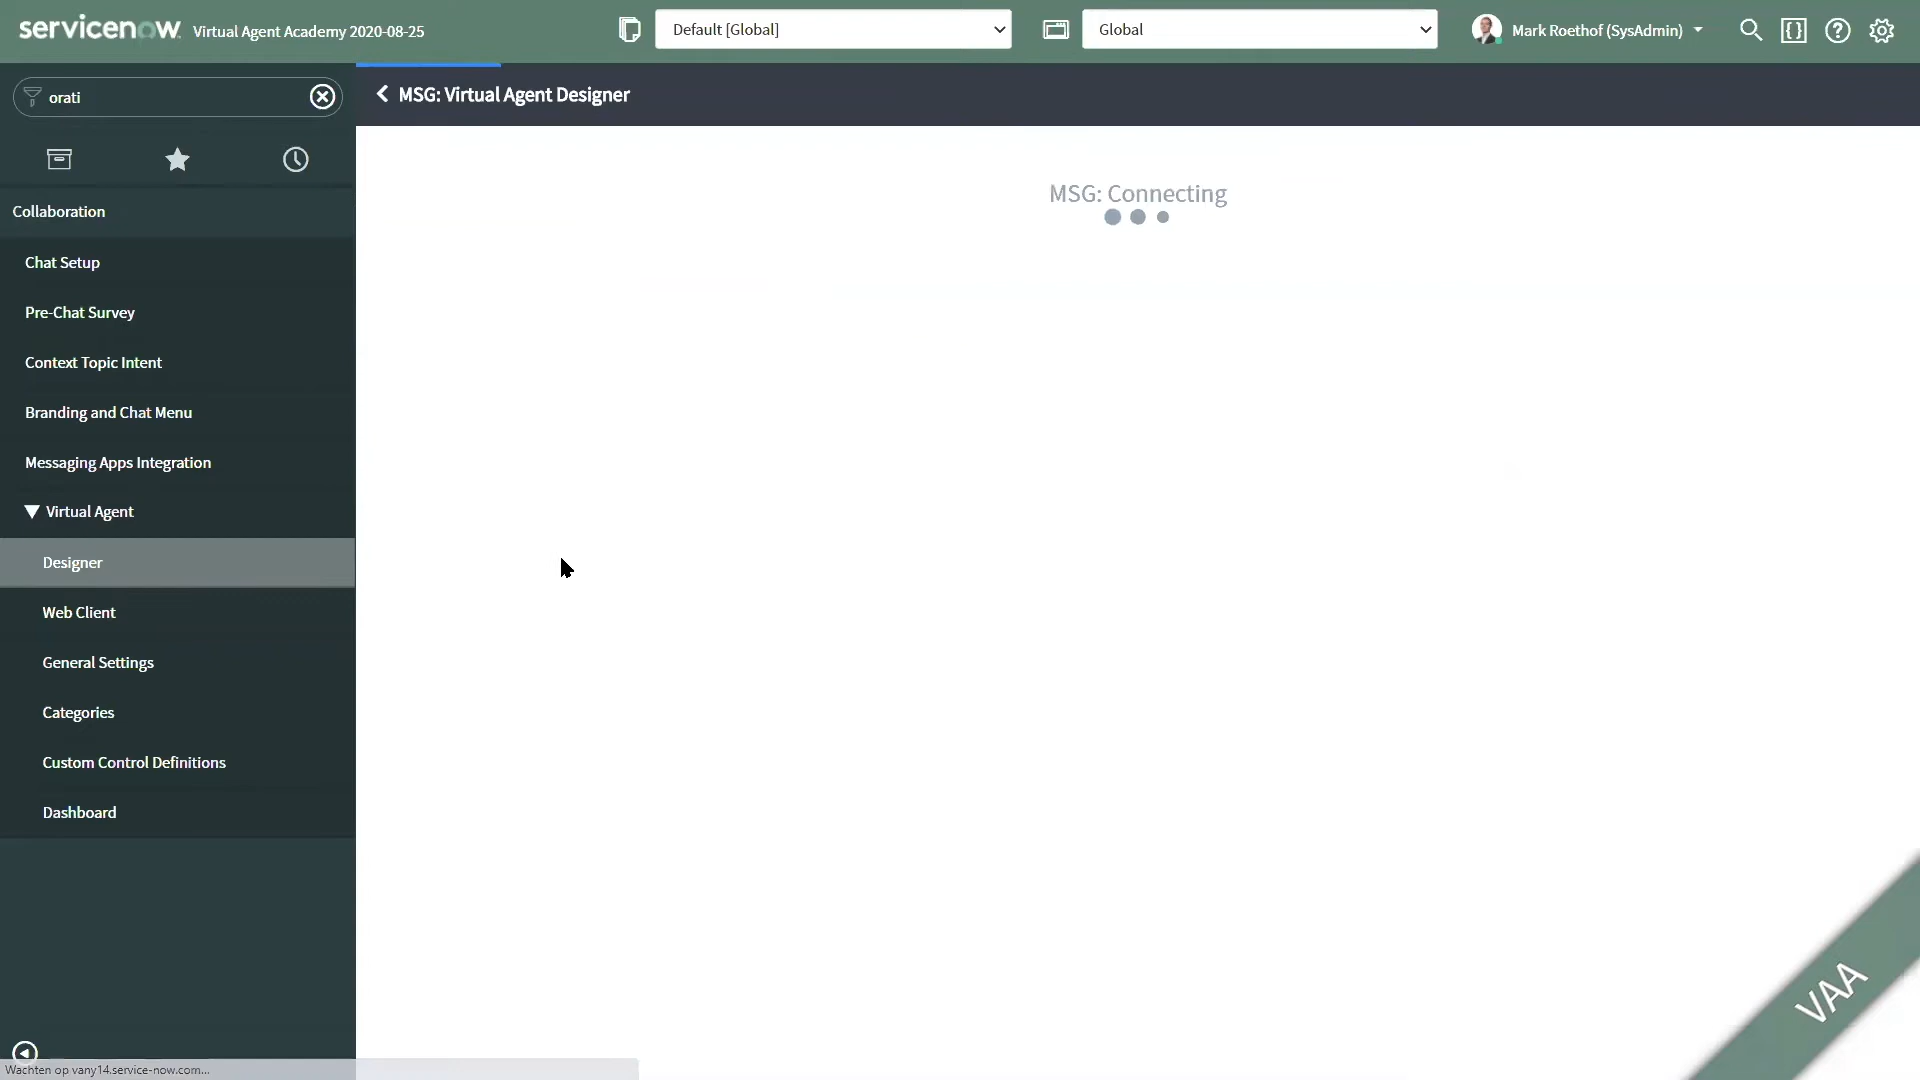 servicenow. Virtual Agent Academy 2020-08-25
Default [Global]
Global
Mark Roethof (SysAdmin)
orati
MSG: Virtual Agent Designer
MSG: Connecting
Collaboration
Chat Setup
Pre-Chat Survey
Context Topic Intent
Branding and Chat Menu
Messaging Apps Integration
Virtual Agent
Designer
Web Client
General Settings
Categories
Custom Control Definitions
Dashboard
VAA
Wachten op vany14.service-now.com...